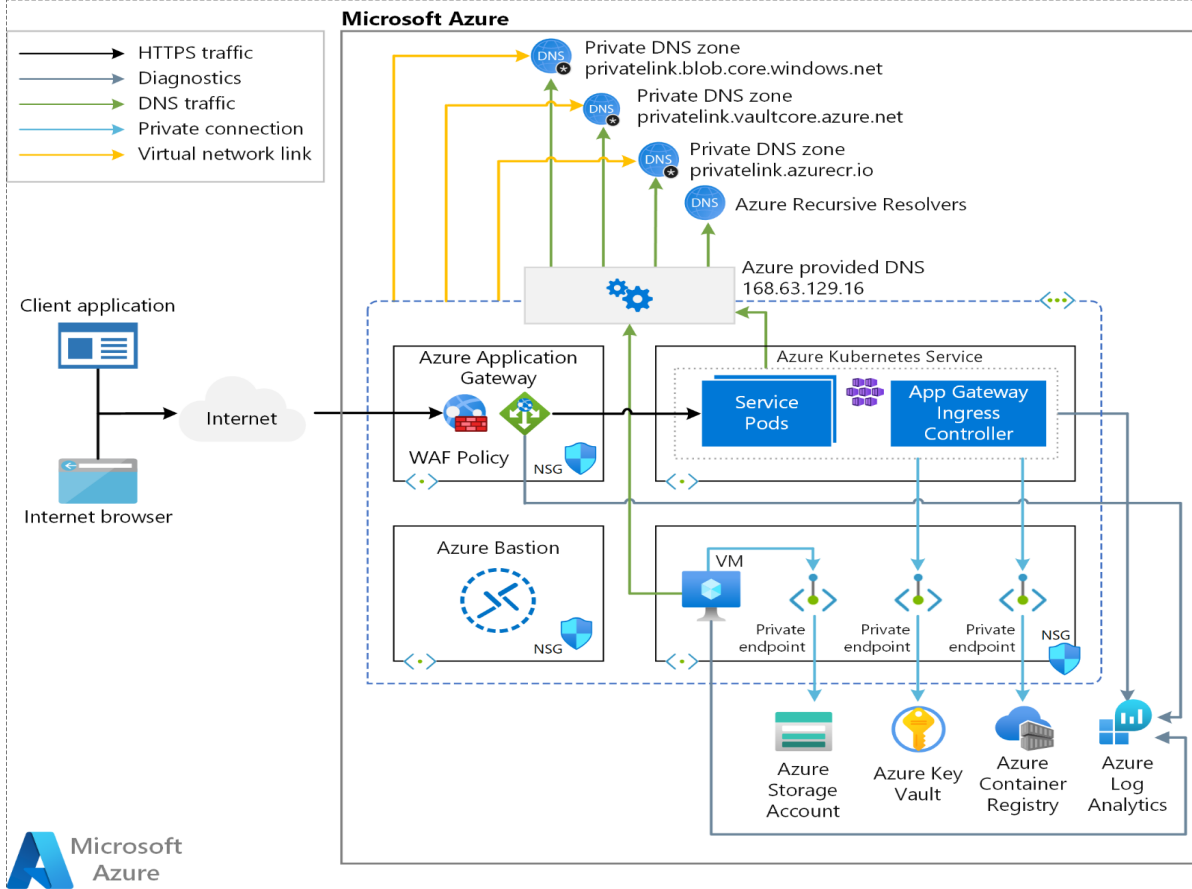 Microsoft Azure
HTTPS traffic
Diagnostics
DNS traffic
Private connection
Virtual network link
DNS
Private DNS zone
privatelink.blob.core.windows.net
DNS
Private DNS zone
privatelink.vaultcore.azure.net
DNS
Private DNS zone
privatelink.azurecr.io
DNS
Azure Recursive Resolvers
Azure provided DNS
168.63.129.16
Client application
Internet
Internet browser
Azure Application
Gateway
WAF Policy
NSG
Azure Kubernetes Service
Service
Pods
App Gateway
Ingress
Controller
Azure Bastion
NSG
VM
Private
endpoint
Private
endpoint
Private
endpoint
NSG
Azure
Storage
Account
Azure Key
Vault
Azure
Container
Registry
Azure
Log
Analytics
Microsoft
Azure